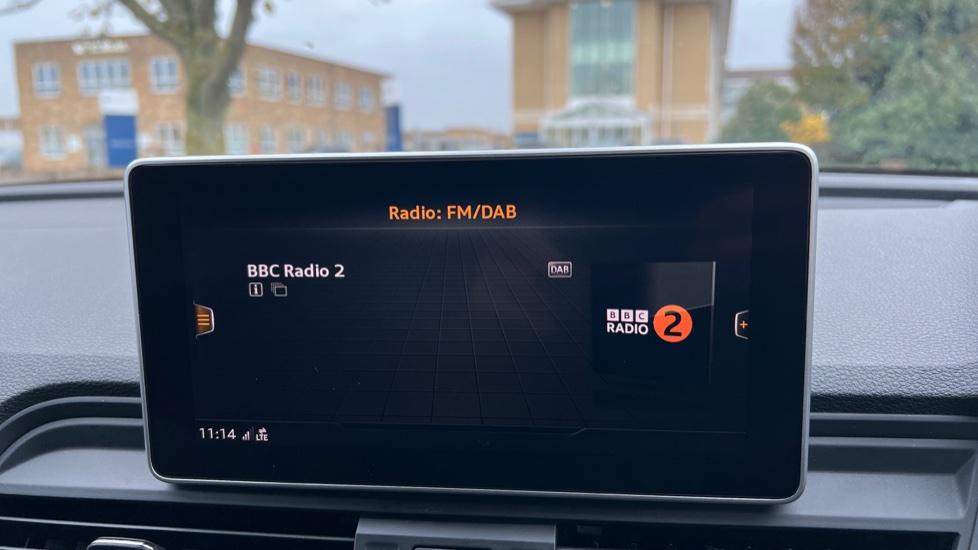 Radio: FM/DAB
BBC Radio 2
DAB
BBC
RADIO 2
11:14
LTE